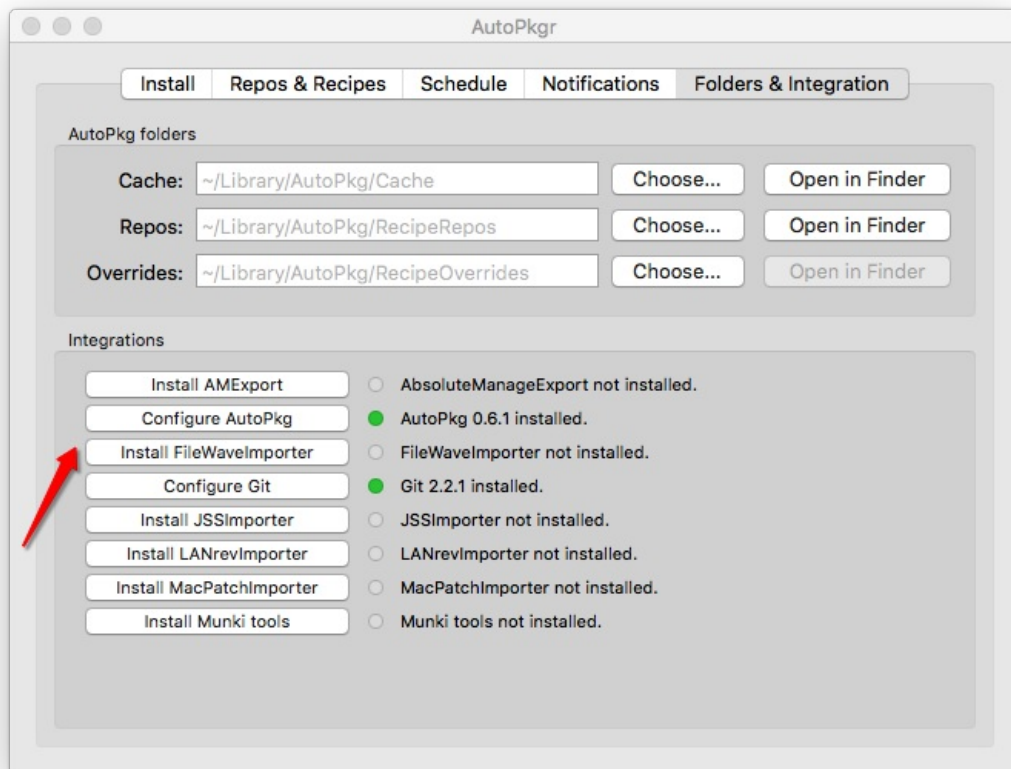 AutoPkgr
Install Repos & Recipes Schedule Notifications Folders & Integration
AutoPkg folders
Cache: ~/Library/AutoPkg/Cache Choose... Open in Finder
Repos: ~/Library/AutoPkg/RecipeRepos Choose... Open in Finder
Overrides: ~/Library/AutoPkg/RecipeOverrides Choose... Open in Finder
Integrations
Install AMExport AbsoluteManageExport not installed.
Configure AutoPkg AutoPkg 0.6.1 installed.
Install FileWaveImporter FileWaveImporter not installed.
Configure Git Git 2.2.1 installed.
Install JSSImporter JSSImporter not installed.
Install LANrevImporter LANrevImporter not installed.
Install MacPatchImporter MacPatchImporter not installed.
Install Munki tools Munki tools not installed.